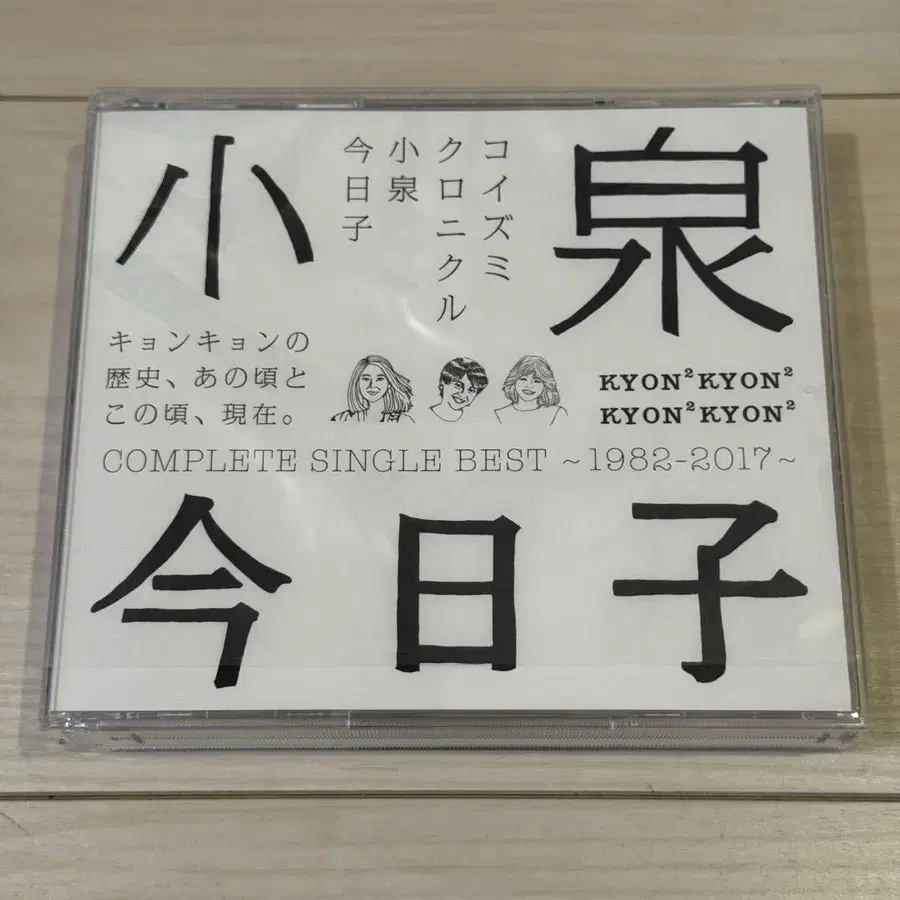 小泉
コイズミ
クロニクル
小泉
今日子
キョンキョンの
歴史、あの頃と
この頃、現在。
KYON²KYON²
KYON²KYON²
COMPLETE SINGLE BEST ~1982-2017~
今日子